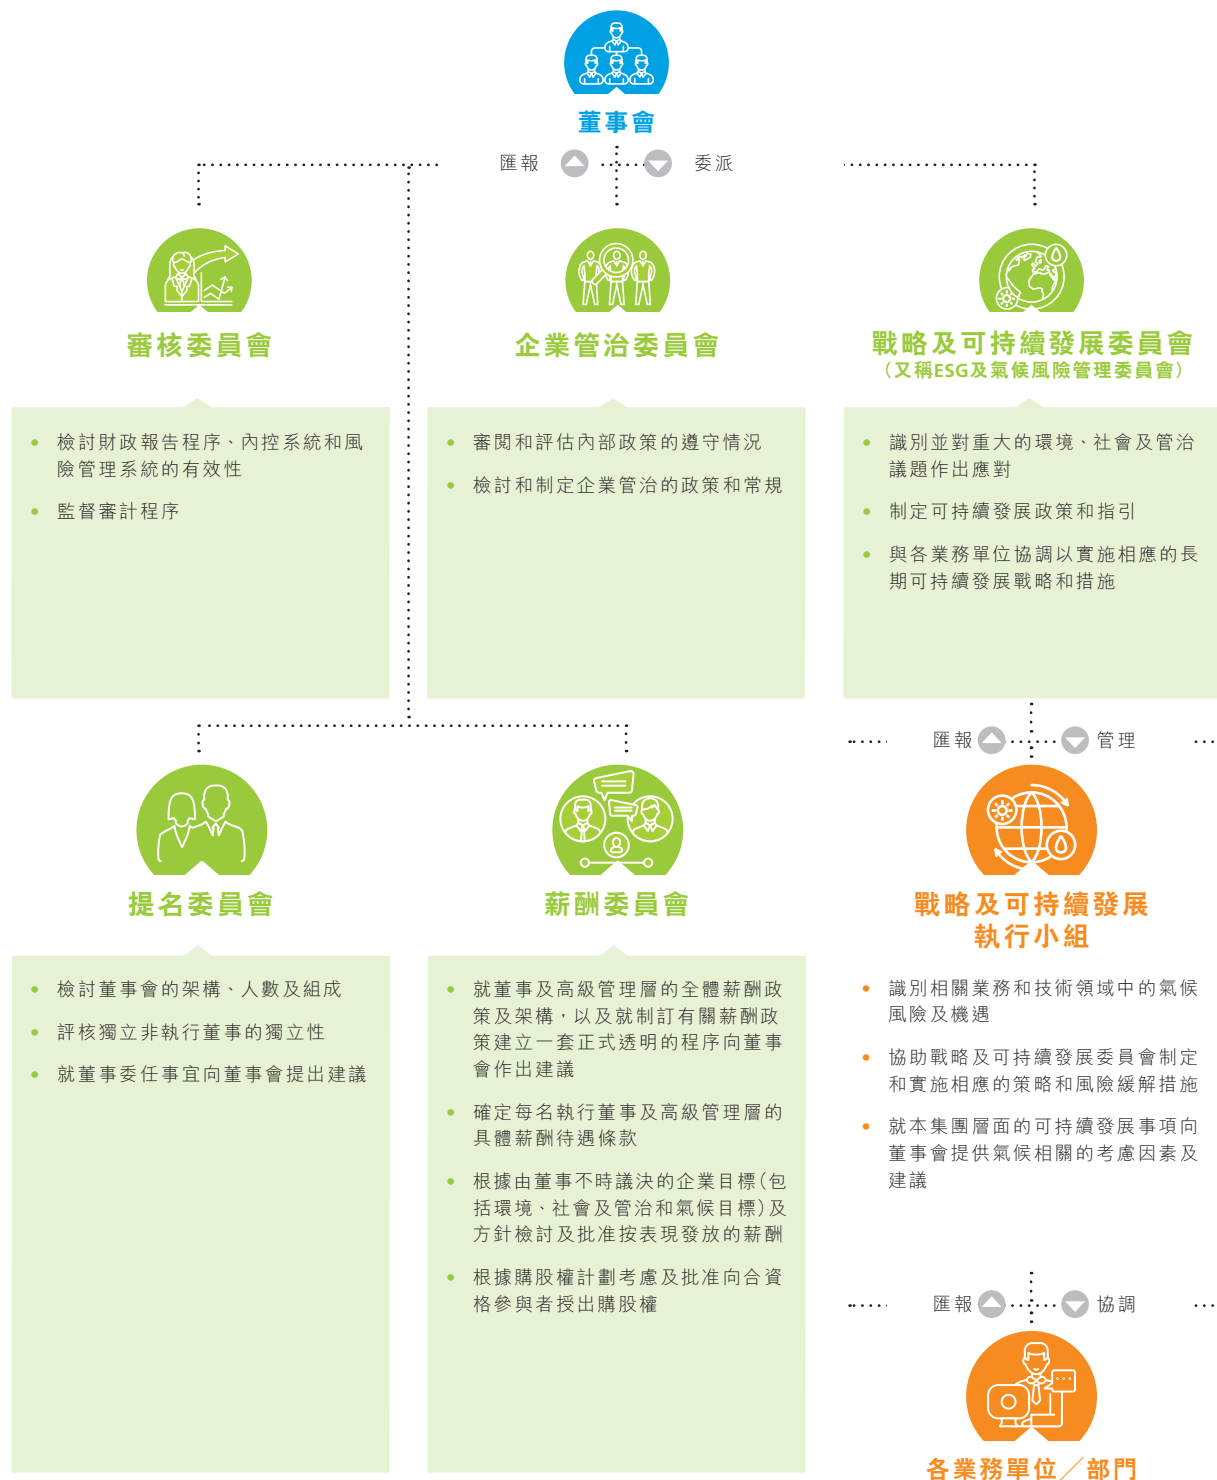 董事會
匯報
委派
審核委員會
檢討財政報告程序、內控系統和風
險管理系統的有效性
監督審計程序
企業管治委員會
審閱和評估內部政策的遵守情況
檢討和制定企業管治的政策和常規
戰略及可持續發展委員會
（又稱ESG及氣候風險管理委員會）
識別並對重大的環境、社會及管治
議題作出應對
制定可持續發展政策和指引
與各業務單位協調以實施相應的長
期可持續發展戰略和措施
匯報
管理
提名委員會
檢討董事會的架構、人數及組成
評核獨立非執行董事的獨立性
就董事委任事宜向董事會提出建議
薪酬委員會
就董事及高級管理層的全體薪酬政
策及架構，以及就制訂有關薪酬政
策建立一套正式透明的程序向董事
會作出建議
確定每名執行董事及高級管理層的
具體薪酬待遇條款
根據由董事不時議決的企業目標（包
括環境、社會及管治和氣候目標）及
方針檢討及批准按表現發放的薪酬
根據購股權計劃考慮及批准向合資
格參與者授出購股權
戰略及可持續發展
執行小組
識別相關業務和技術領域中的氣候
風險及機遇
協助戰略及可持續發展委員會制定
和實施相應的策略和風險緩解措施
就本集團層面的可持續發展事項向
董事會提供氣候相關的考慮因素及
建議
匯報
協調
各業務單位／部門